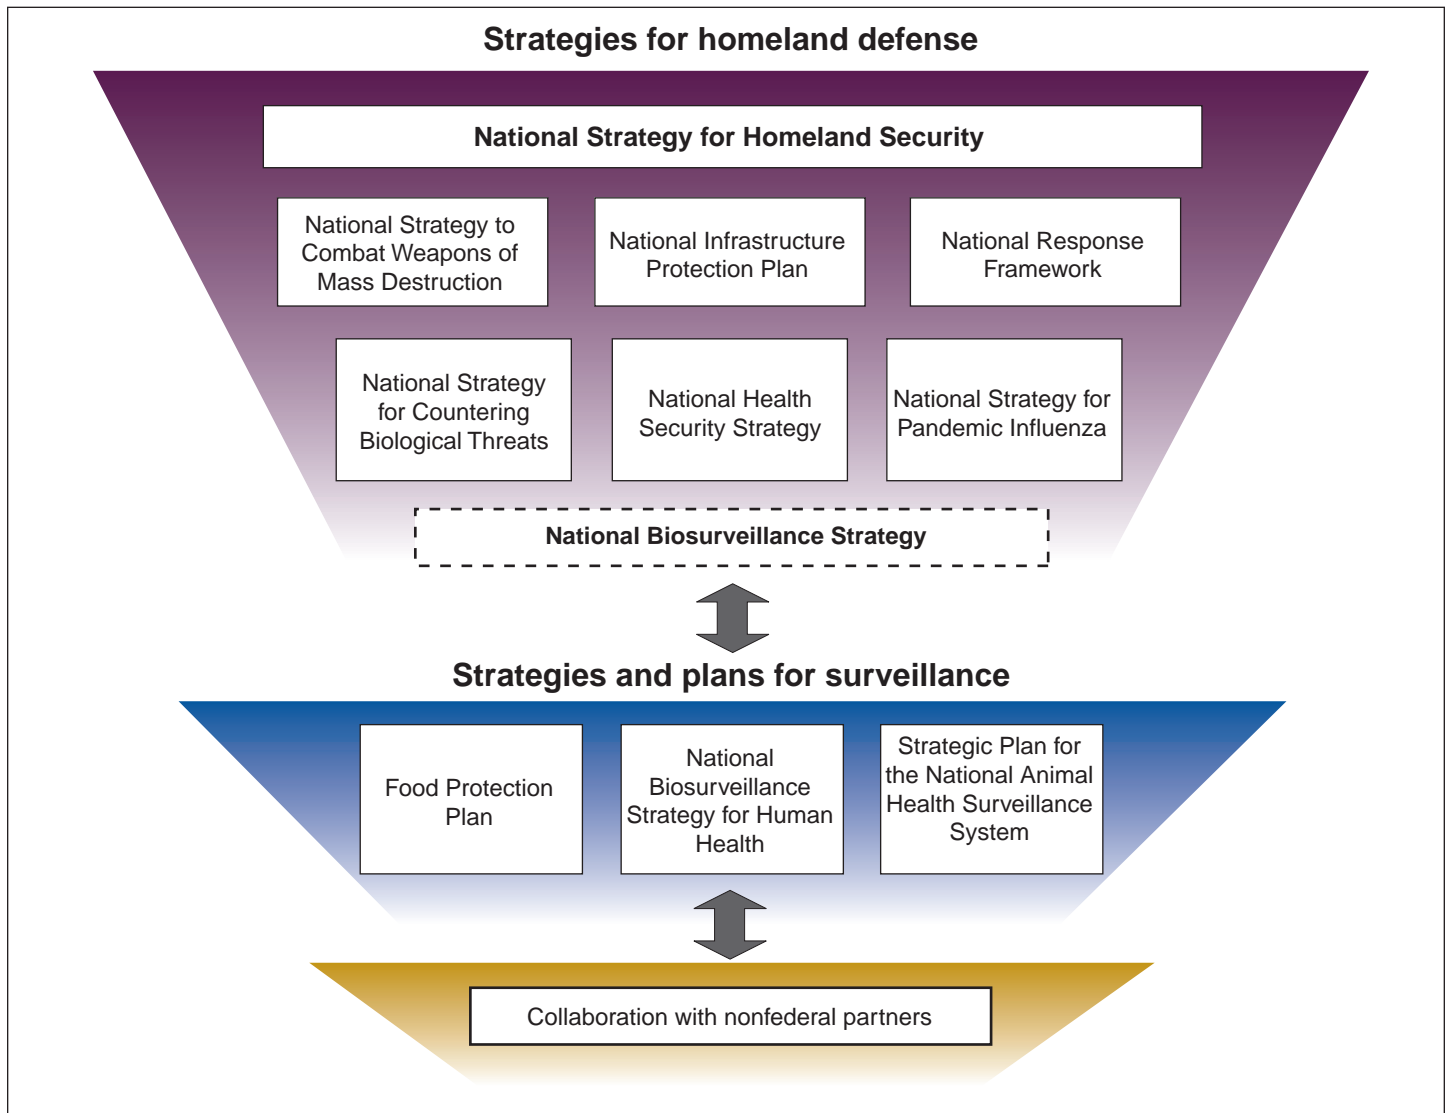 Strategies for homeland defense
National Strategy for Homeland Security
National Strategy to
Combat Weapons of
Mass Destruction
National Infrastructure
Protection Plan
National Response
Framework
National Strategy
for Countering
Biological Threats
National Health
Security Strategy
National Strategy for
Pandemic Influenza
National Biosurveillance Strategy
Strategies and plans for surveillance
Food Protection
Plan
National
Biosurveillance
Strategy for Human
Health
Strategic Plan for
the National Animal
Health Surveillance
System
Collaboration with nonfederal partners